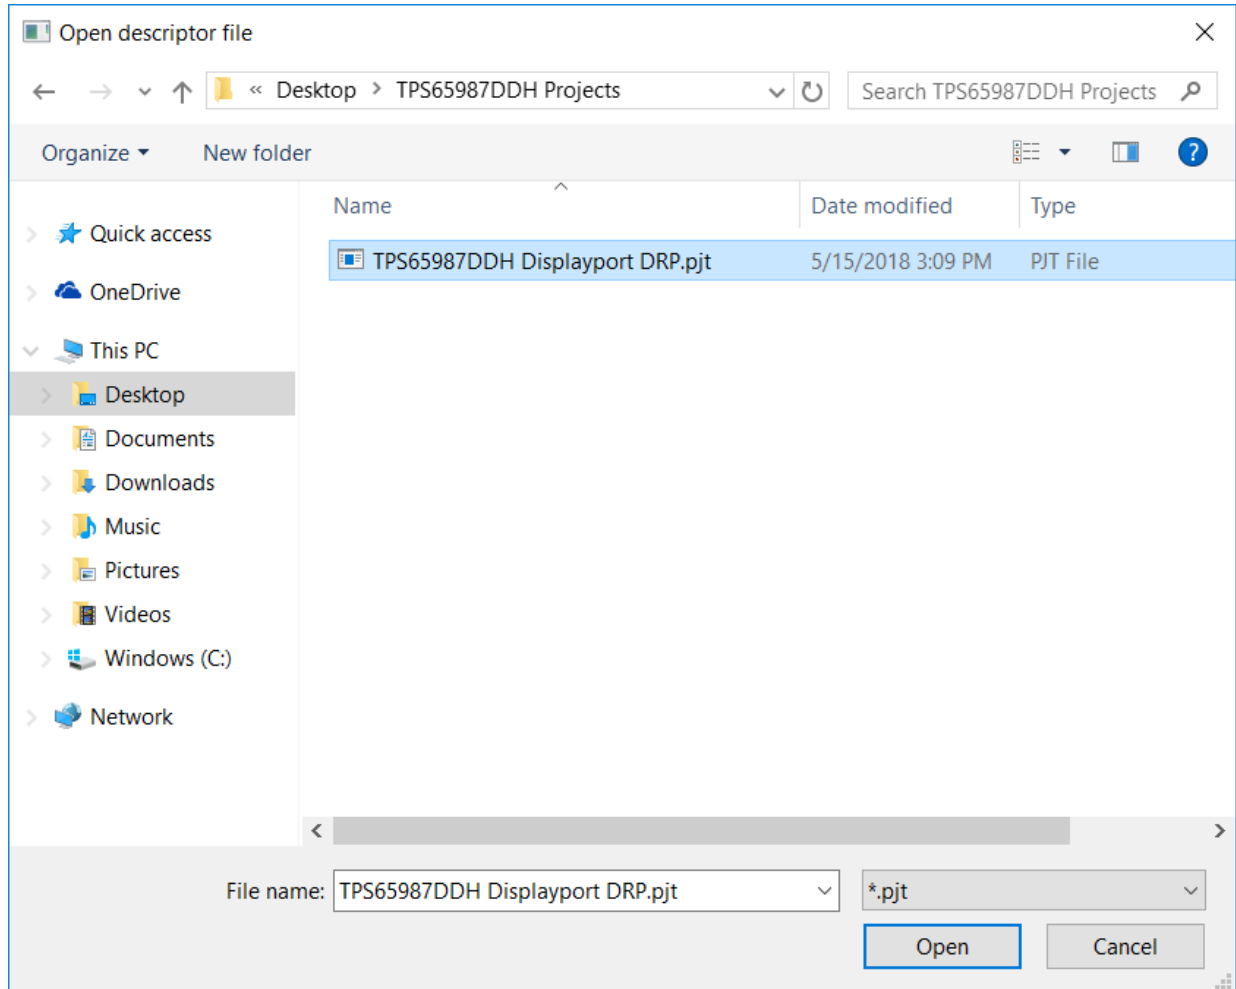 Open descriptor file
« Desktop > TPS65987DDH Projects
Search TPS65987DDH Projects
Organize
New folder
?
Name
Date modified
Type
Quick access
TPS65987DDH Displayport DRP.pjt
5/15/2018 3:09 PM
PJT File
OneDrive
This PC
Desktop
Documents
Downloads
Music
Pictures
Videos
Windows (C:)
Network
File name:
TPS65987DDH Displayport DRP.pjt
*.pjt
Open
Cancel